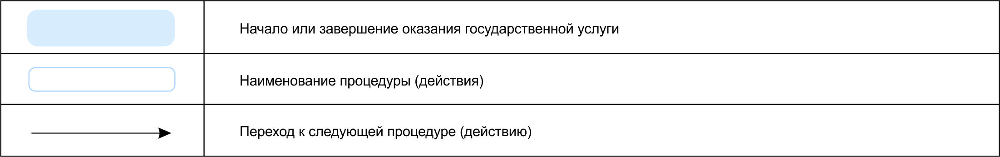 Начало или завершение оказания государственной услуги
Наименование процедуры (действия)
Переход к следующей процедуре (действию)